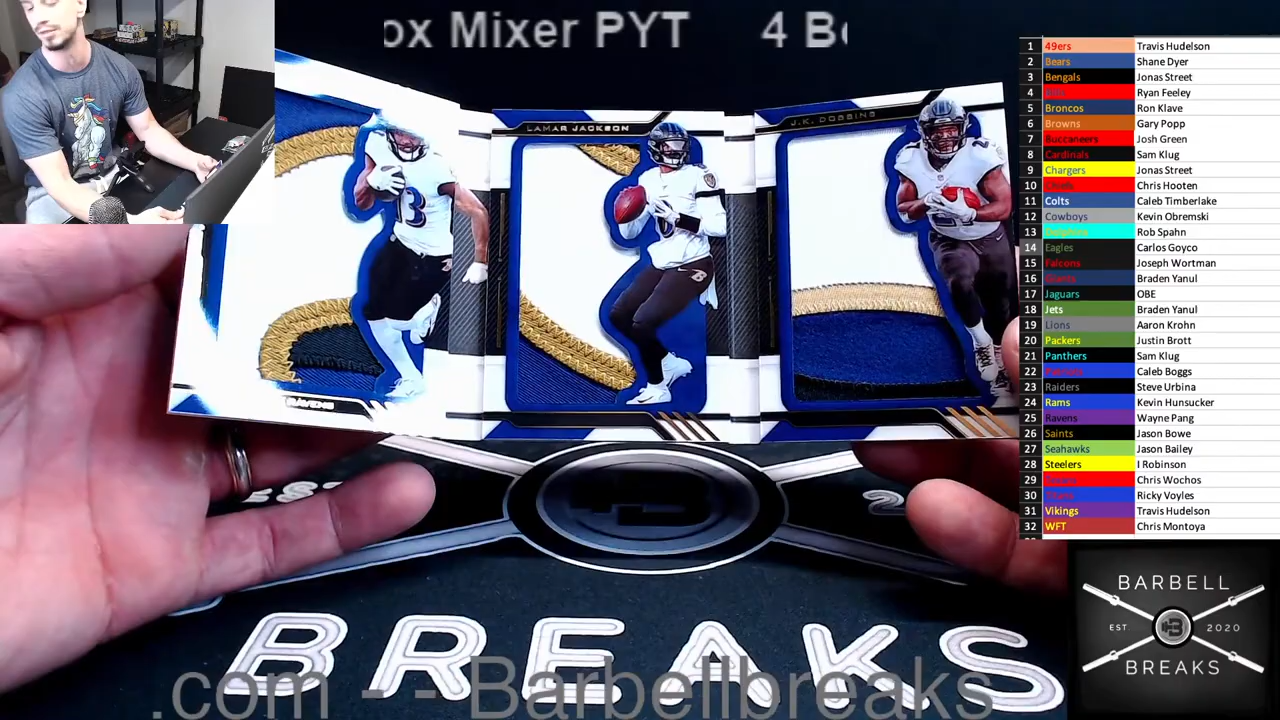 ox Mixer PYT 4 Bo
1 49ers Travis Hudelson
2 Bears Shane Dyer
3 Bengals Jonas Street
4 Bills Ryan Feeley
5 Broncos Ron Klave
6 Browns Gary Popp
7 Buccaneers Josh Green
8 Cardinals Sam Klug
9 Chargers Jonas Street
10 Chiefs Chris Hooten
11 Colts Caleb Timberlake
12 Cowboys Kevin Obremski
13 Dolphins Rob Spahn
14 Eagles Carlos Goyco
15 Falcons Joseph Wortman
16 Giants Braden Yanul
17 Jaguars OBE
18 Jets Braden Yanul
19 Lions Aaron Krohn
20 Packers Justin Brott
21 Panthers Sam Klug
22 Patriots Caleb Boggs
23 Raiders Steve Urbina
24 Rams Kevin Hunsucker
25 Ravens Wayne Pang
26 Saints Jason Bowe
27 Seahawks Jason Bailey
28 Steelers I Robinson
29 Texans Chris Wochos
30 Titans Ricky Voyles
31 Vikings Travis Hudelson
32 WFT Chris Montoya
LAMAR JACKSON
J.K. DOBBINS
13
RAVENS
BREAKS
.com - - Barbellbreaks
BARBELL
EST. 2020
BREAKS